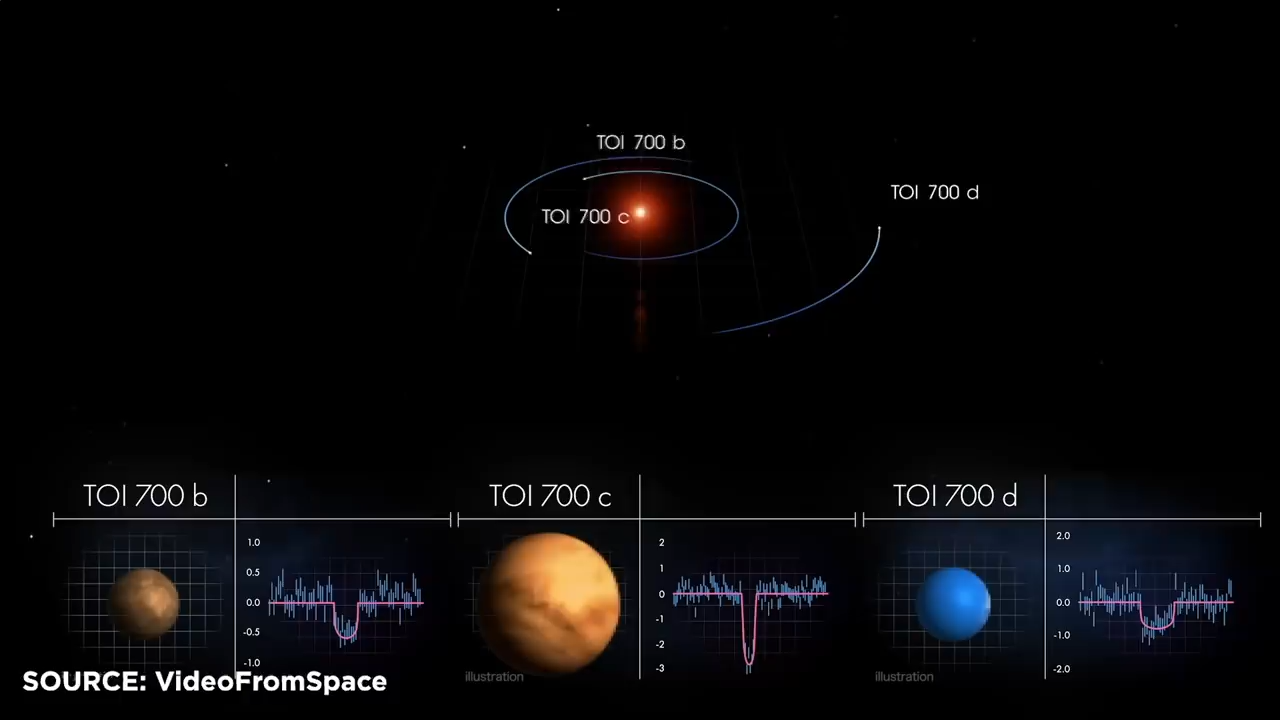 TOI 700 b
TOI 700 d
TOI 700 c
TOI 700 b
TOI 700 c
TOI 700 d
1.0
0.5
0.0
-0.5
-1.0
2
1
0
-1
-2
-3
2.0
1.0
0.0
-1.0
-2.0
illustration
illustration
SOURCE: VideoFromSpace